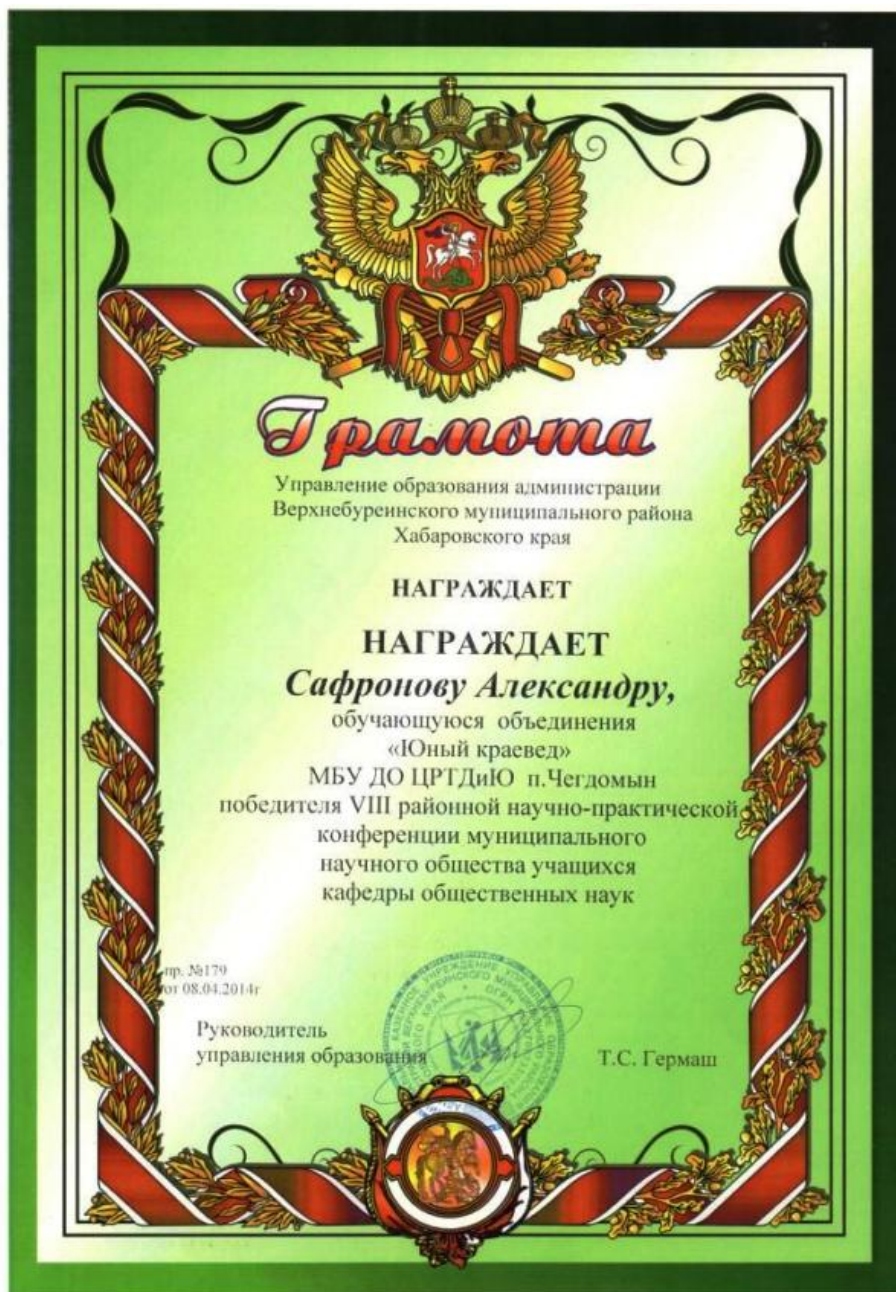 Грамота
Управление образования администрации
Верхнебуреинского муниципального района
Хабаровского края
НАГРАЖДАЕТ
НАГРАЖДАЕТ
Сафронову Александру,
обучающуюся объединения
«Юный краевед»
МБУ ДО ЦРТДиЮ п.Чегдомын
победителя VIII районной научно-практической
конференции муниципального
научного общества учащихся
кафедры общественных наук
пр. №179
от 08.04.2014г
Руководитель
управления образования
Т.С. Гермаш